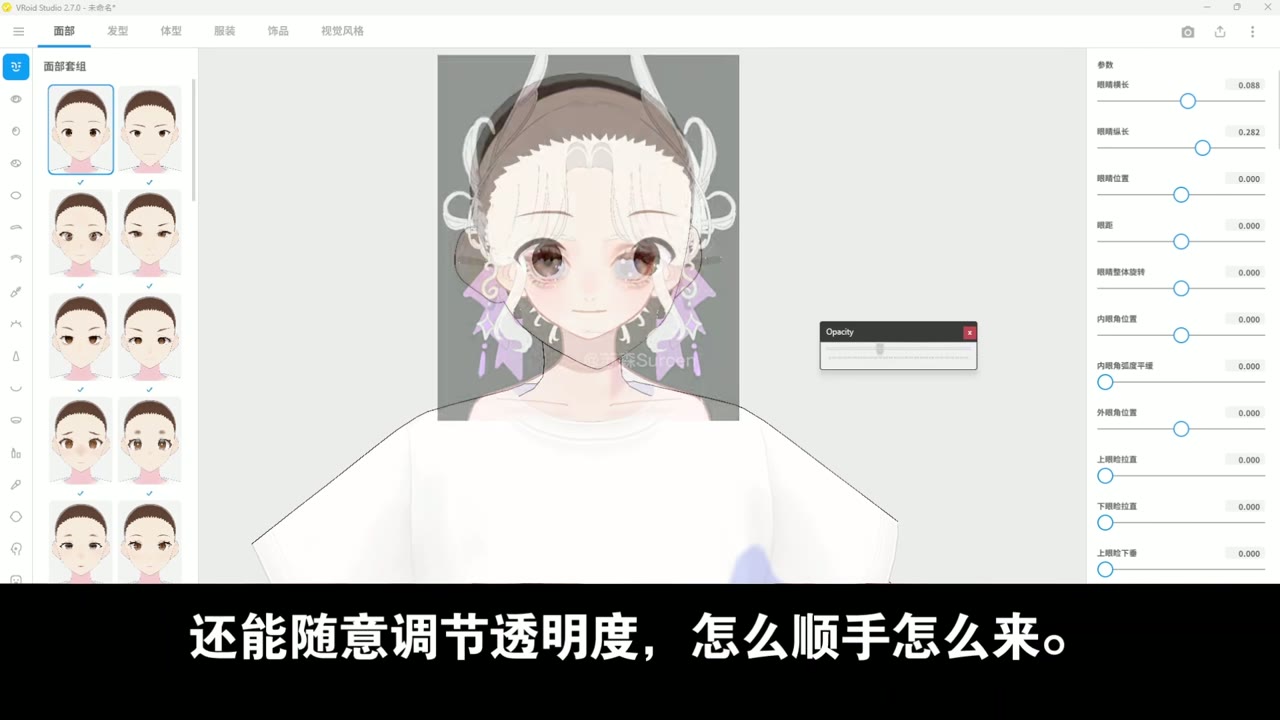 VRoid Studio 2.7.0 - 未命名*
面部
发型
体型
服装
饰品
视觉风格
面部套组
参数
眼睛横长 0.088
眼睛纵长 0.282
眼睛位置 0.000
眼距 0.000
眼睛整体旋转 0.000
内眼角位置 0.000
内眼角弧度平缓 0.000
外眼角位置 0.000
上眼睑拉直 0.000
下眼睑拉直 0.000
上眼睑下垂 0.000
Opacity
x
还能随意调节透明度，怎么顺手怎么来。